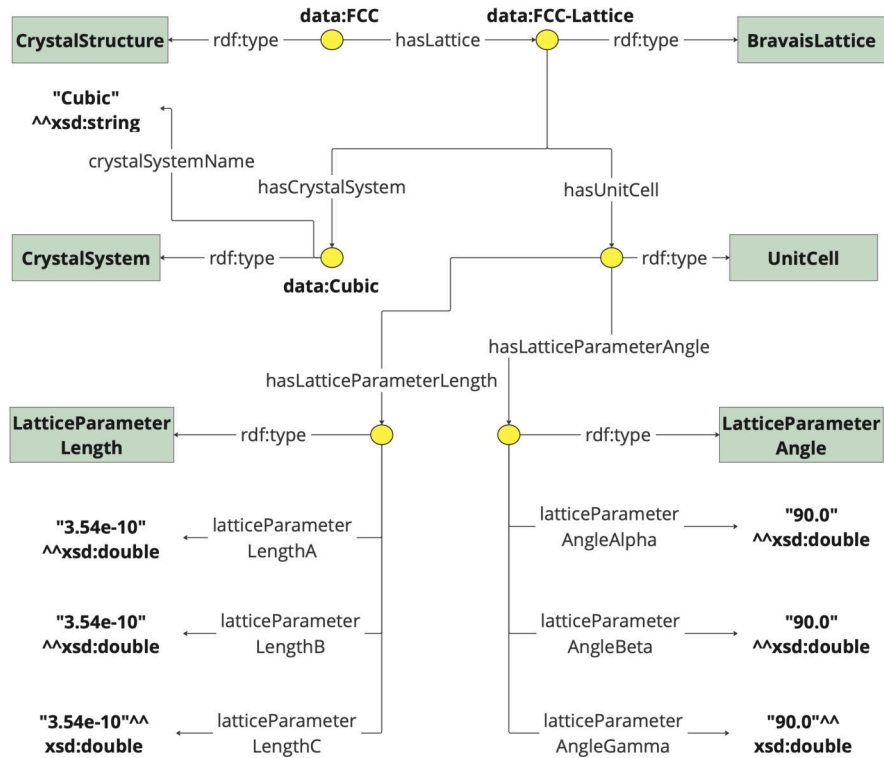 data:FCC
data:FCC-Lattice
CrystalStructure
rdf:type
hasLattice
rdf:type
BravaisLattice
"Cubic"
^^xsd:string
crystalSystemName
hasCrystalSystem
hasUnitCell
CrystalSystem
rdf:type
rdf:type
UnitCell
data:Cubic
hasLatticeParameterAngle
hasLatticeParameterLength
LatticeParameter
Length
rdf:type
rdf:type
LatticeParameter
Angle
"3.54e-10"
^^xsd:double
latticeParameter
LengthA
latticeParameter
AngleAlpha
"90.0"
^^xsd:double
"3.54e-10"
^^xsd:double
latticeParameter
LengthB
latticeParameter
AngleBeta
"90.0"
^^xsd:double
"3.54e-10"^^
xsd:double
latticeParameter
LengthC
latticeParameter
AngleGamma
"90.0"^^
xsd:double